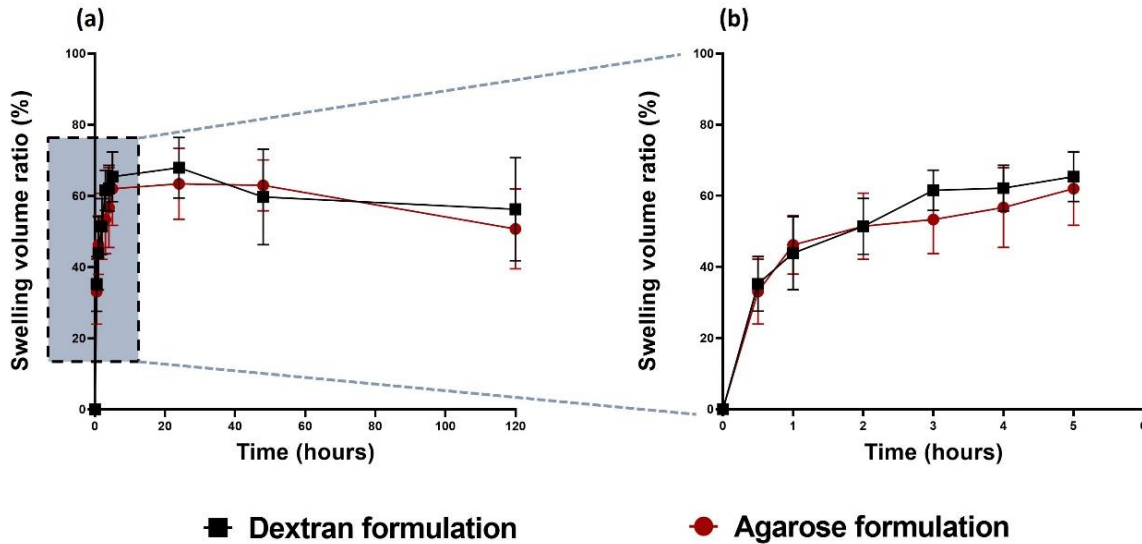 (a)
(b)
Swelling volume ratio (%)
100
80
60
40
20
0
0 20 40 60 80 100 120
Time (hours)
Swelling volume ratio (%)
100
80
60
40
20
0
0 1 2 3 4 5
Time (hours)
Dextran formulation
Agarose formulation